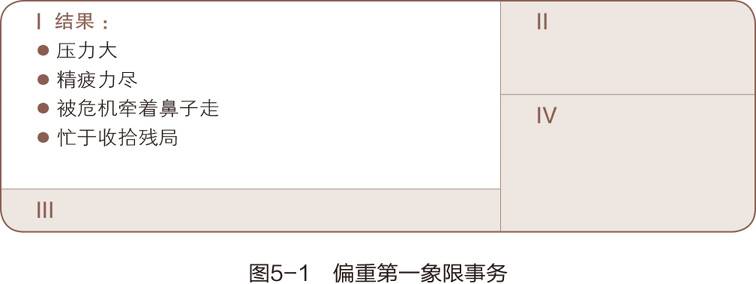 I 结果：
● 压力大
● 精疲力尽
● 被危机牵着鼻子走
● 忙于收拾残局
II
III
IV
图5-1 偏重第一象限事务